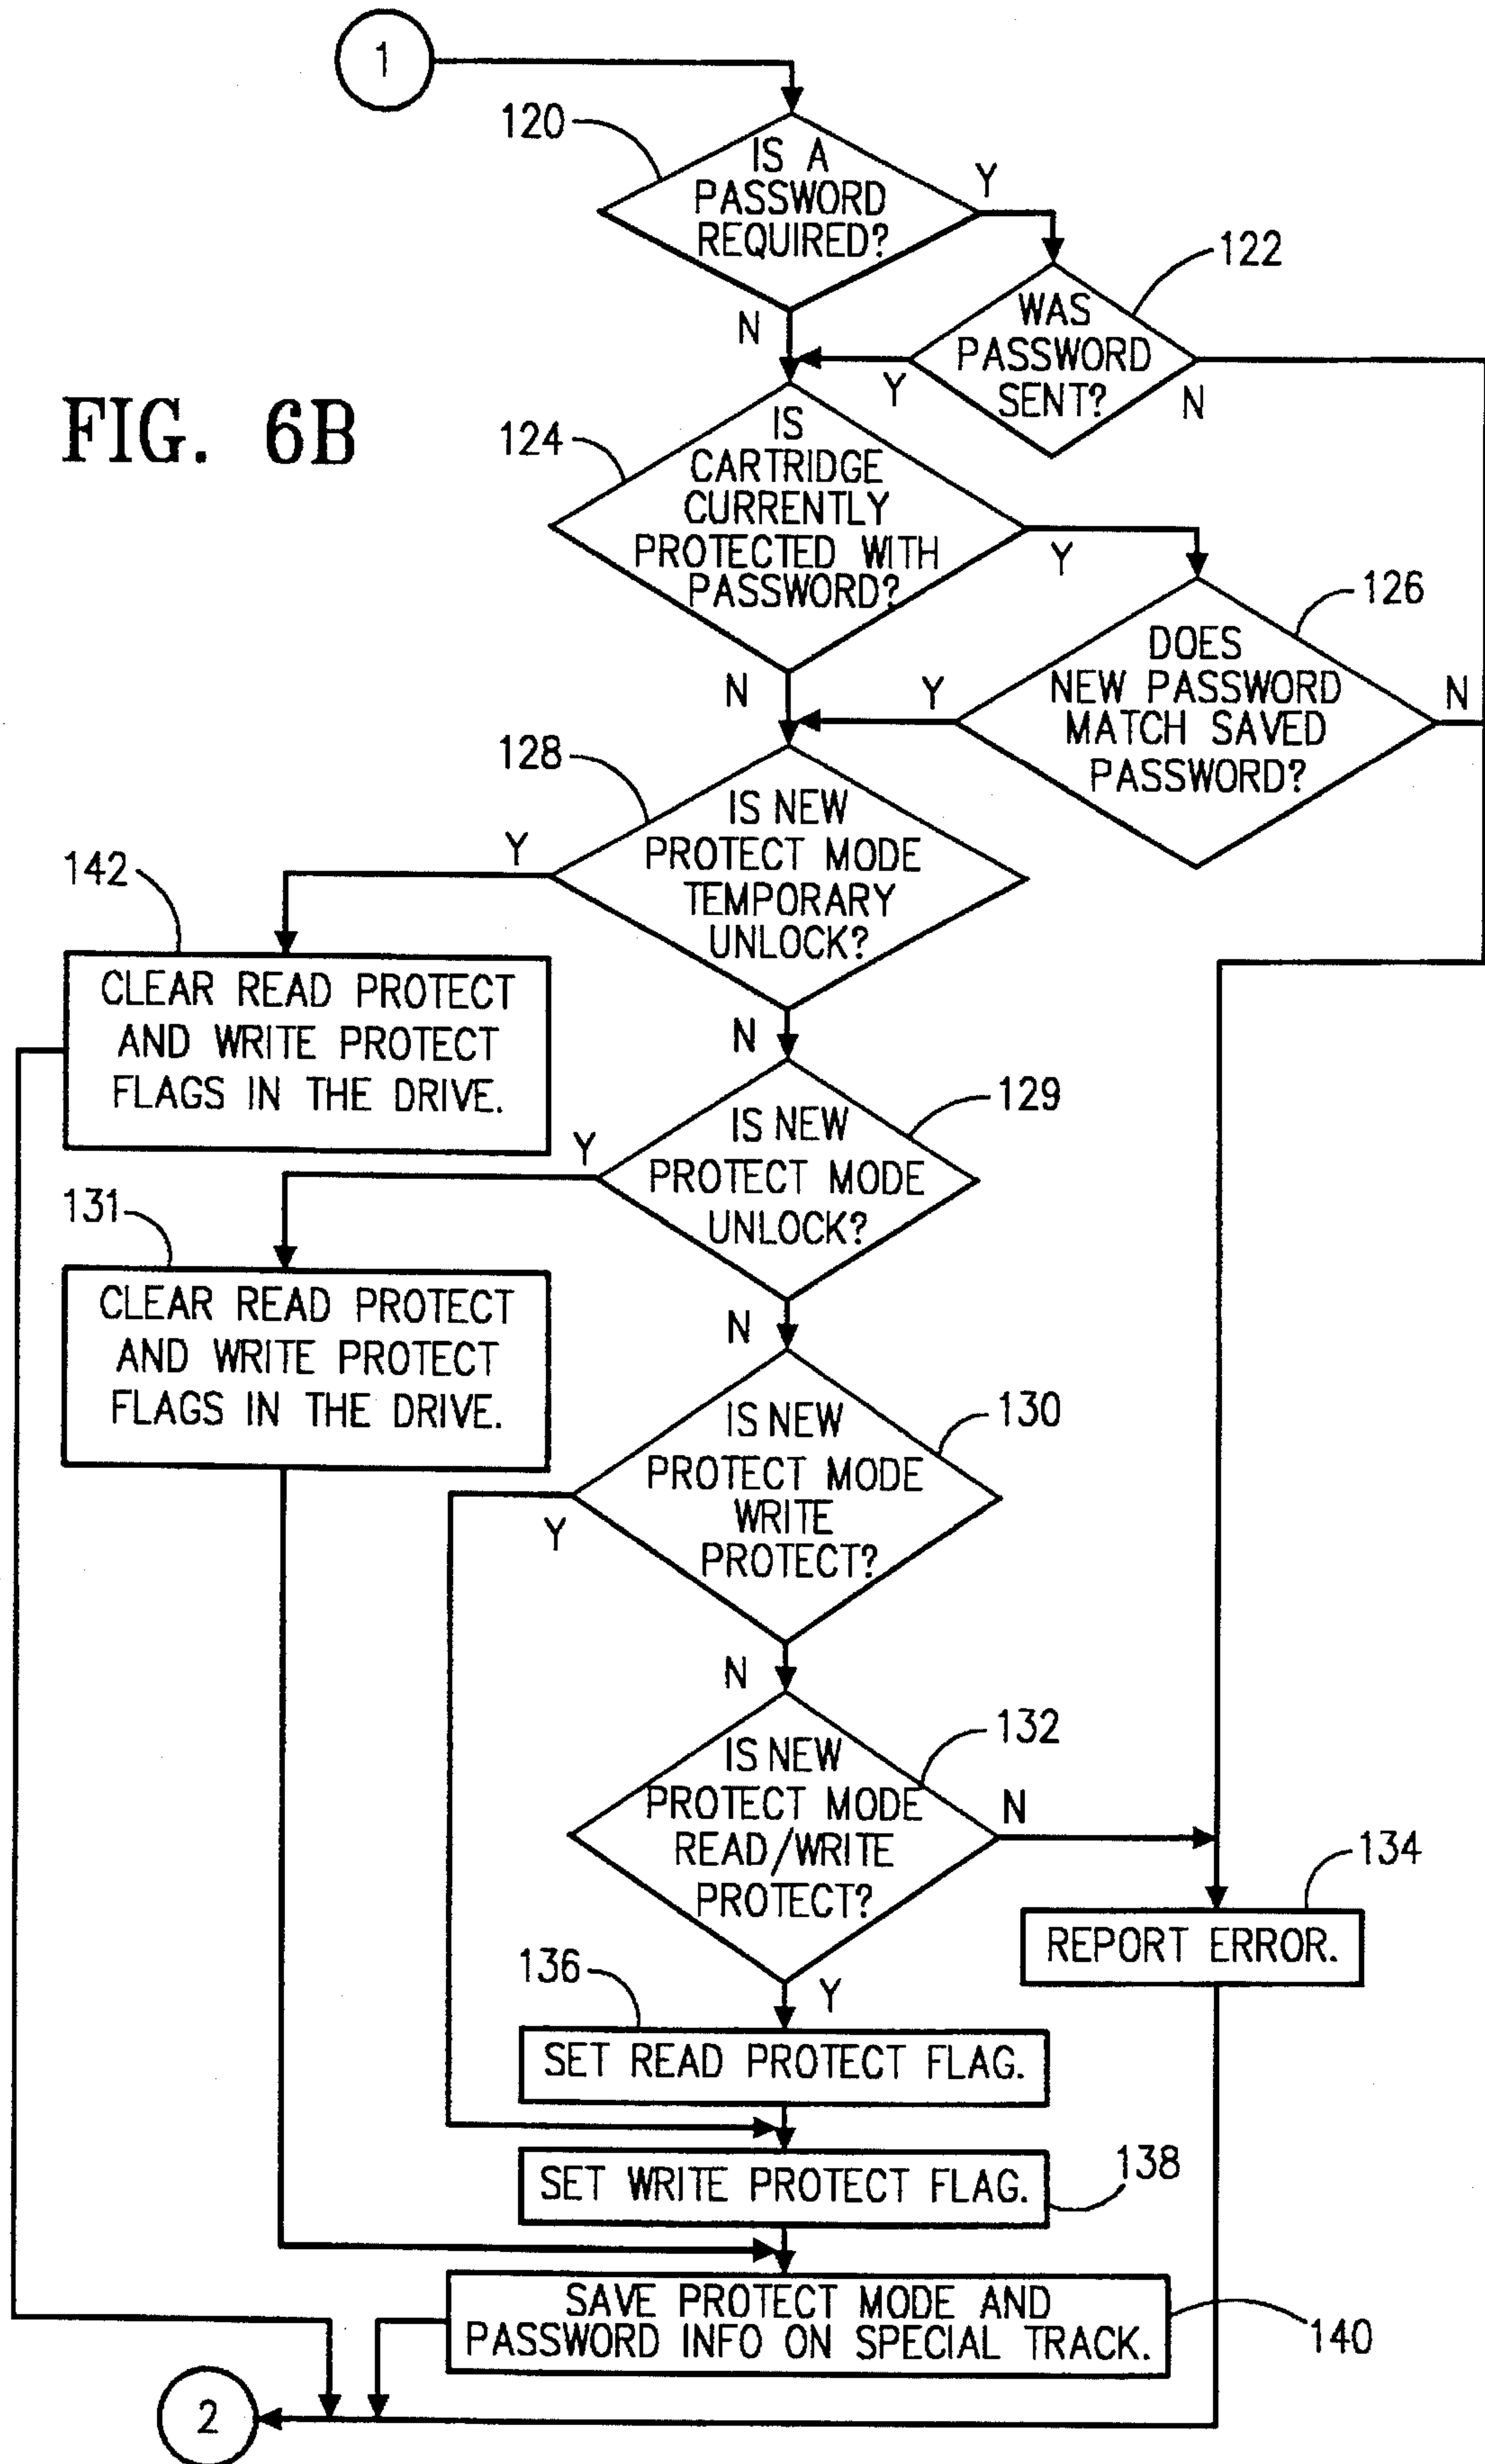 1
120
IS A
PASSWORD
REQUIRED?
Y
N
122
WAS
PASSWORD
SENT?
Y
N
FIG. 6B
124
IS
CARTRIDGE
CURRENTLY
PROTECTED WITH
PASSWORD?
Y
N
126
DOES
NEW PASSWORD
MATCH SAVED
PASSWORD?
Y
N
128
IS NEW
PROTECT MODE
TEMPORARY
UNLOCK?
Y
N
142
CLEAR READ PROTECT
AND WRITE PROTECT
FLAGS IN THE DRIVE.
129
IS NEW
PROTECT MODE
UNLOCK?
Y
N
131
CLEAR READ PROTECT
AND WRITE PROTECT
FLAGS IN THE DRIVE.
130
IS NEW
PROTECT MODE
WRITE
PROTECT?
Y
N
132
IS NEW
PROTECT MODE
READ/WRITE
PROTECT?
N
Y
134
REPORT ERROR.
136
SET READ PROTECT FLAG.
138
SET WRITE PROTECT FLAG.
140
SAVE PROTECT MODE AND
PASSWORD INFO ON SPECIAL TRACK.
2